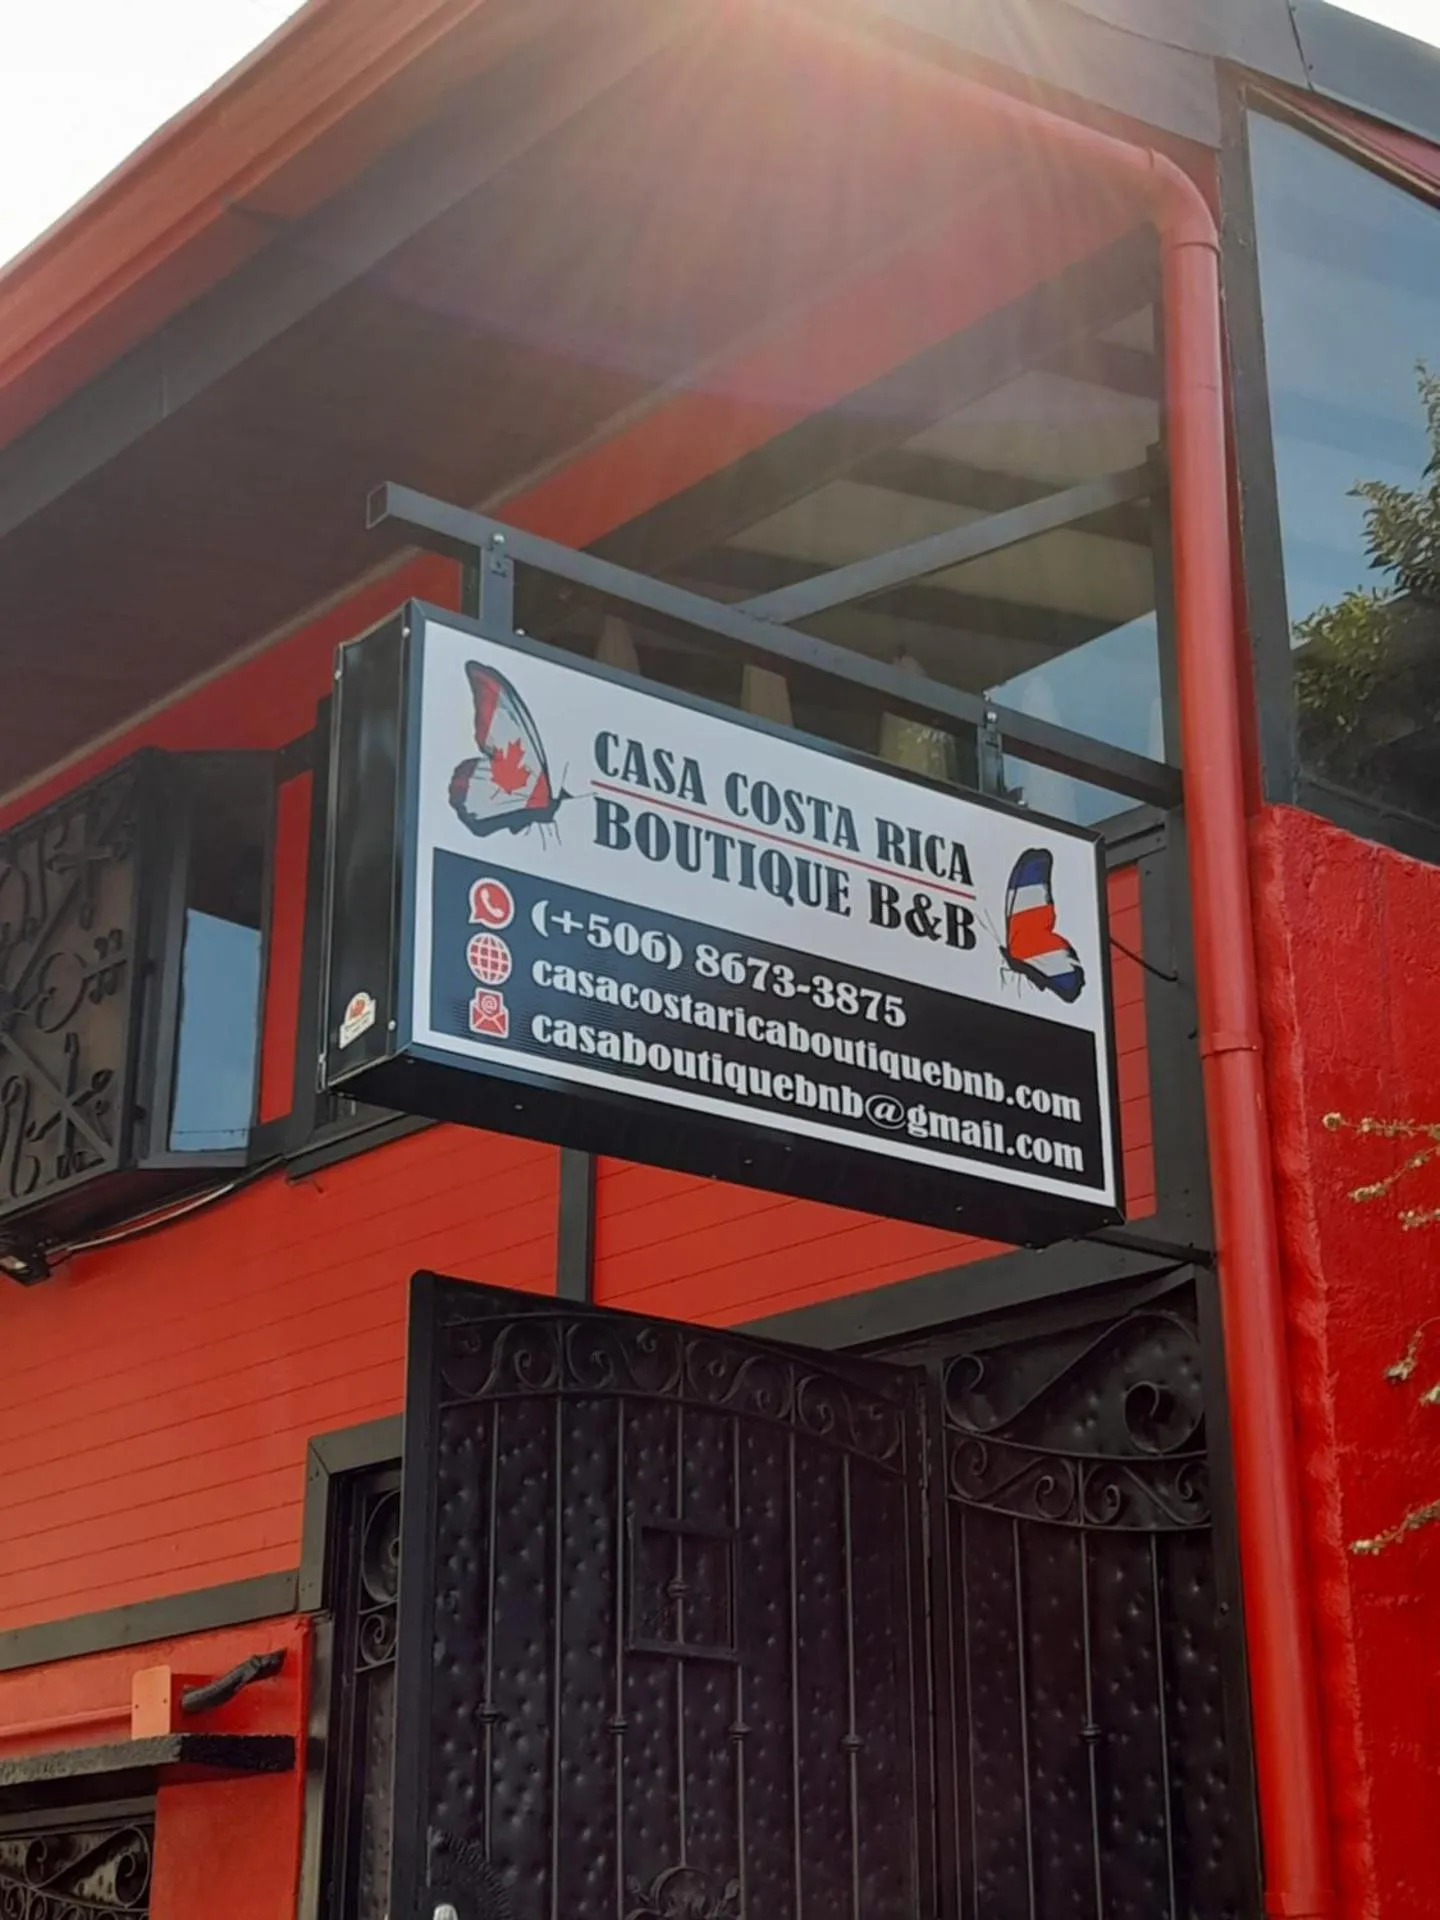 CASA COSTA RICA
BOUTIQUE B&B
(+506) 8673-3875
casacostaricaboutiquebnb.com
casaboutiquebnb@gmail.com